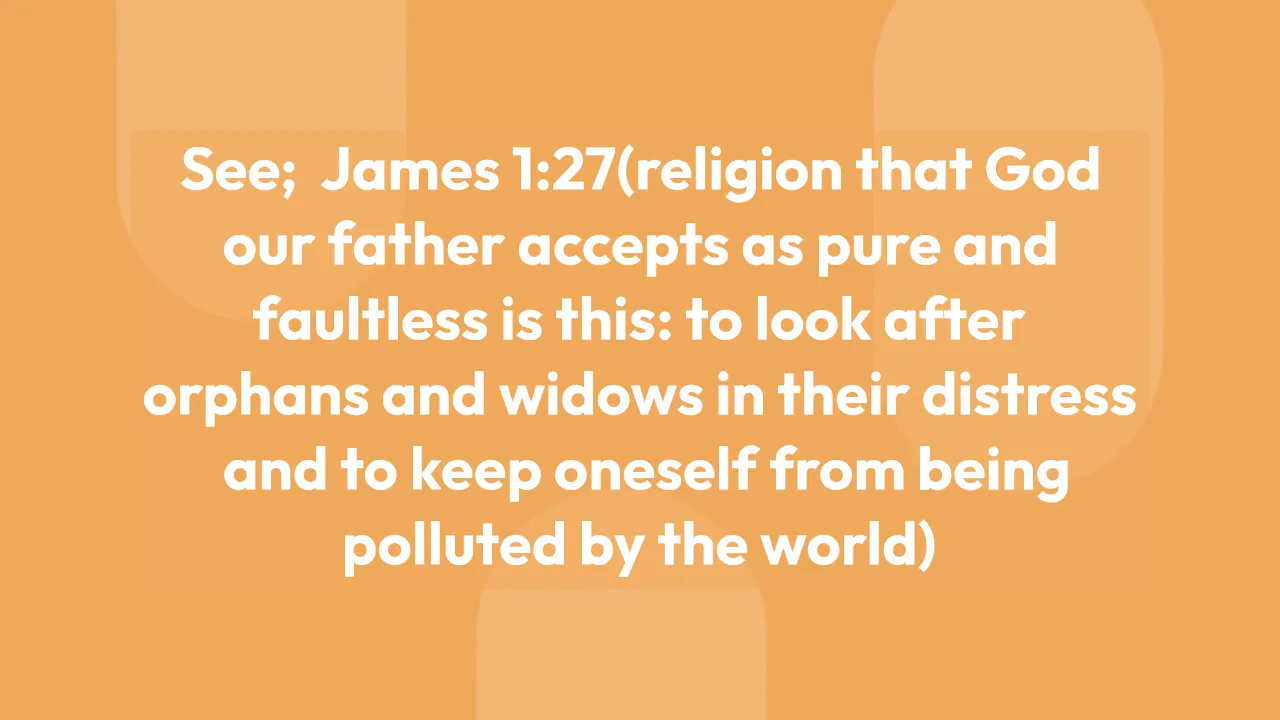 See;  James 1:27(religion that God
our father accepts as pure and
faultless is this: to look after
orphans and widows in their distress
and to keep oneself from being
polluted by the world)